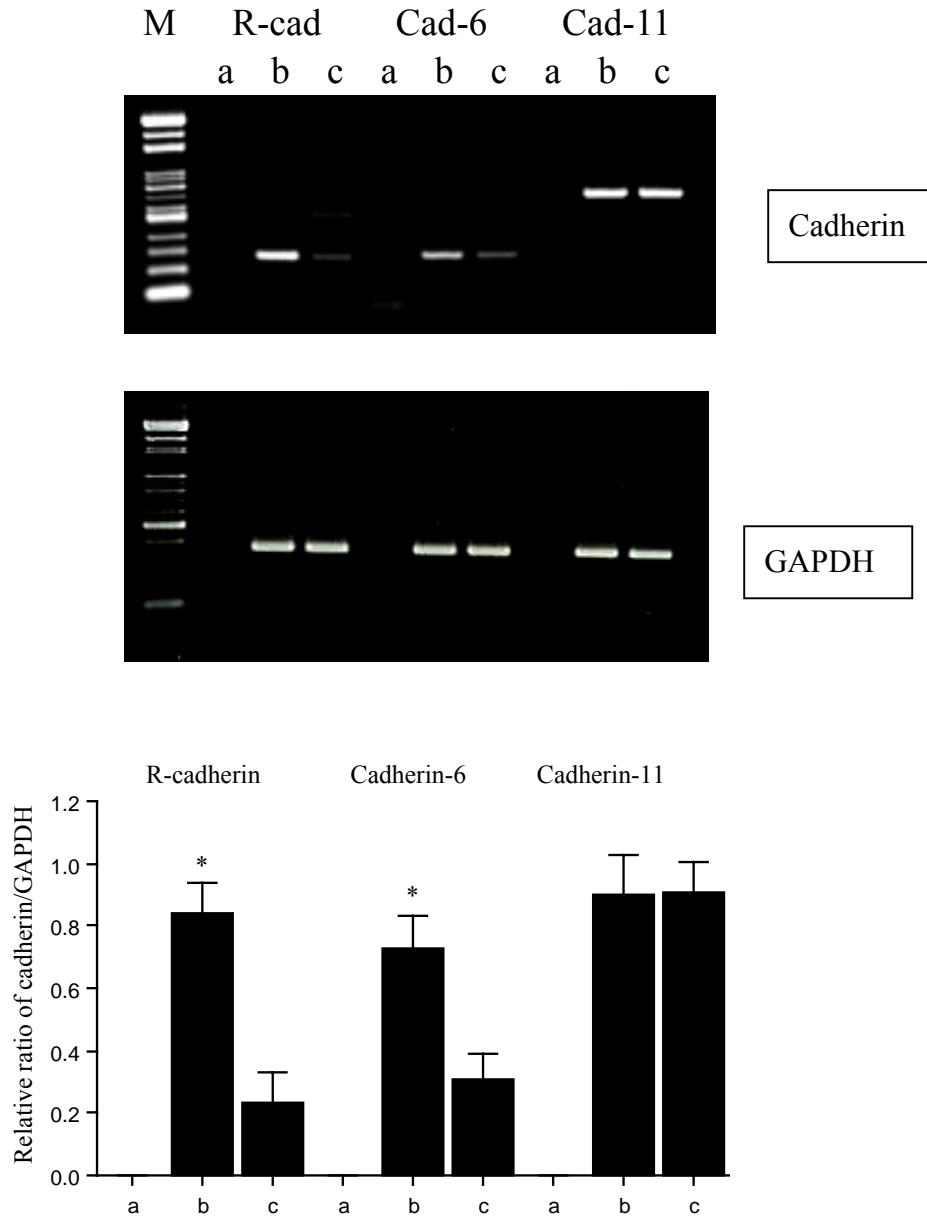 M R-cad Cad-6 Cad-11
a b c a b c a b c
Cadherin
GAPDH
R-cadherin Cadherin-6 Cadherin-11
Relative ratio of cadherin/GAPDH
1.2
1.0
0.8
0.6
0.4
0.2
0.0
* *
a b c a b c a b c